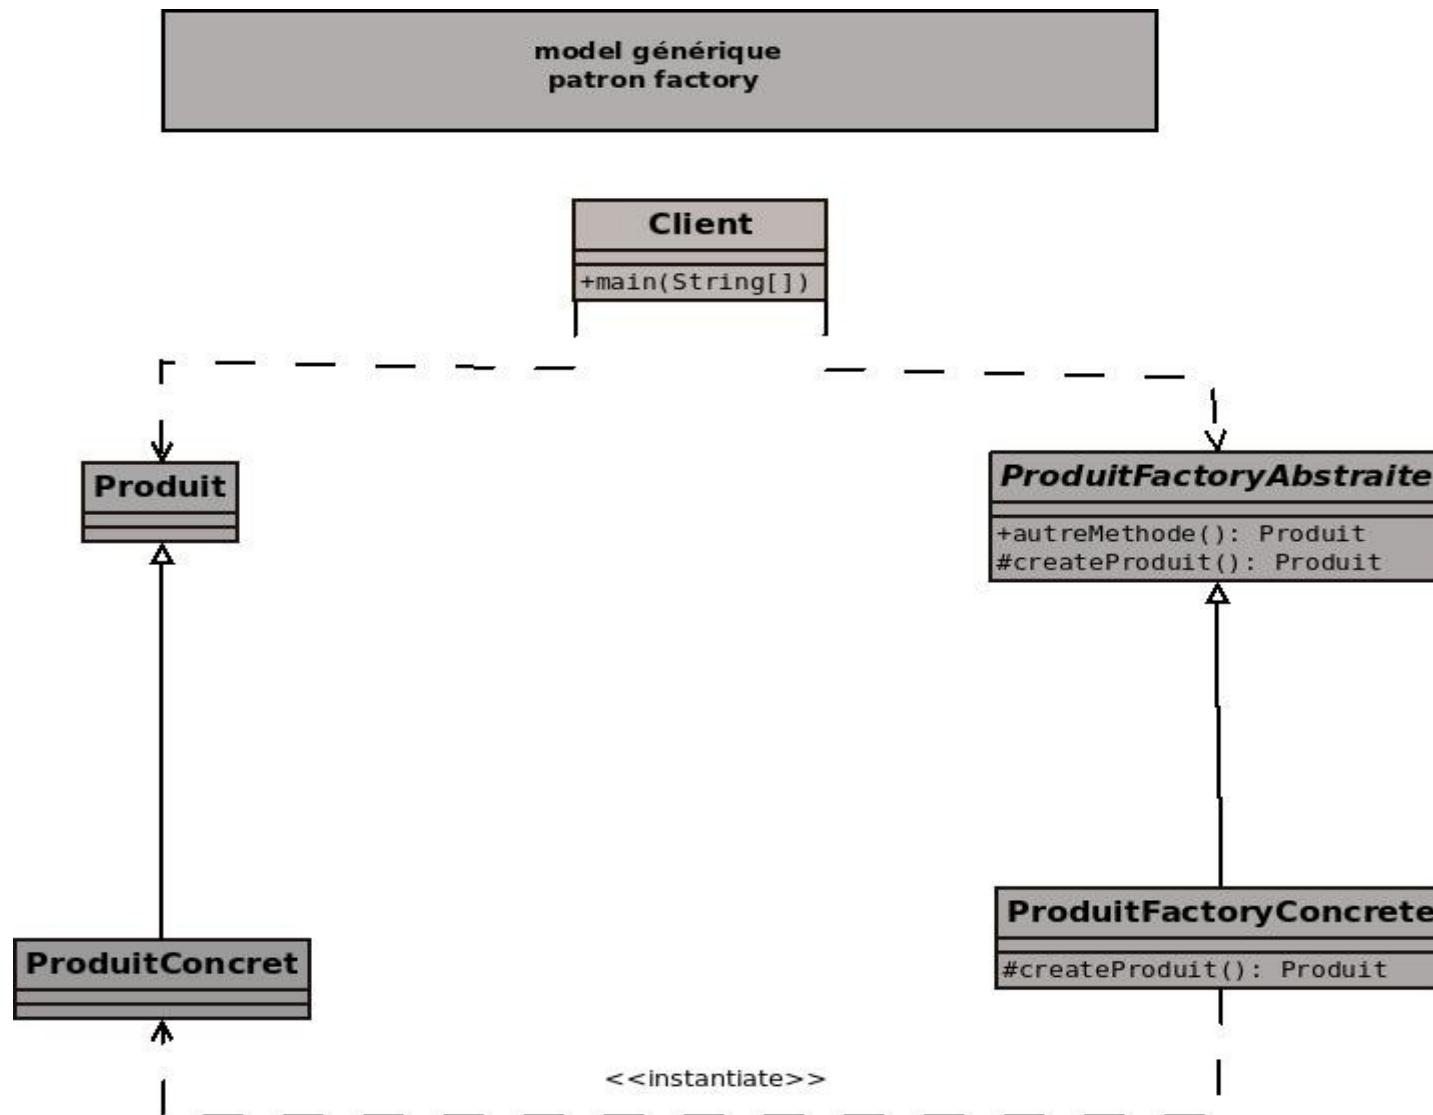 model générique
patron factory
Client
+main(String[])
Produit
ProduitFactoryAbstraite
+autreMethode(): Produit
#createProduit(): Produit
ProduitConcret
ProduitFactoryConcrete
#createProduit(): Produit
<<instantiate>>